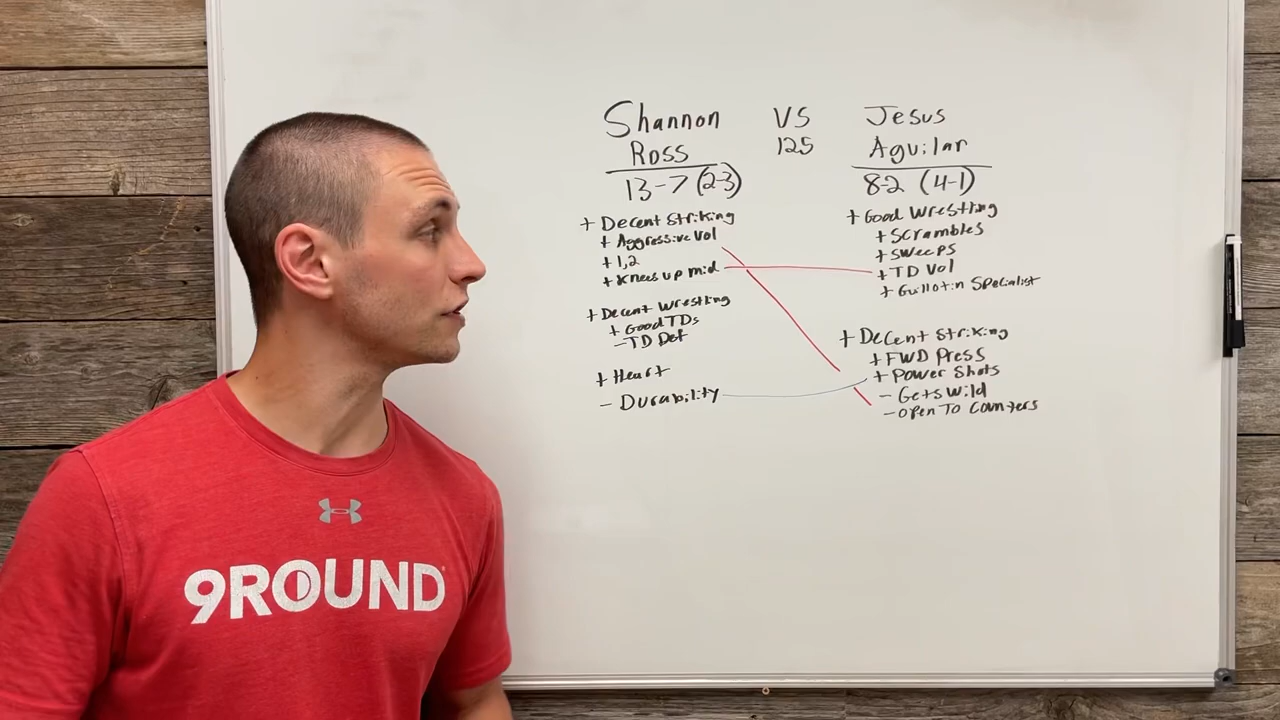 Shannon VS Jesus
Ross 125 Aguilar
13-7 (2-3)
8-2 (4-1)
+ Decent Striking
+ Aggressive Vol
+ 1,2
+ Knees up mid
+ Decent Wrestling
+ Good TDs
- TD Def
+ Heart
- Durability
+ Good Wrestling
+ Scrambles
+ Sweeps
+ TD Vol
+ Guillotin Specialist
+ Decent Striking
+ FWD Press
+ Power Shots
- Gets Wild
- Open To Counters
9ROUND